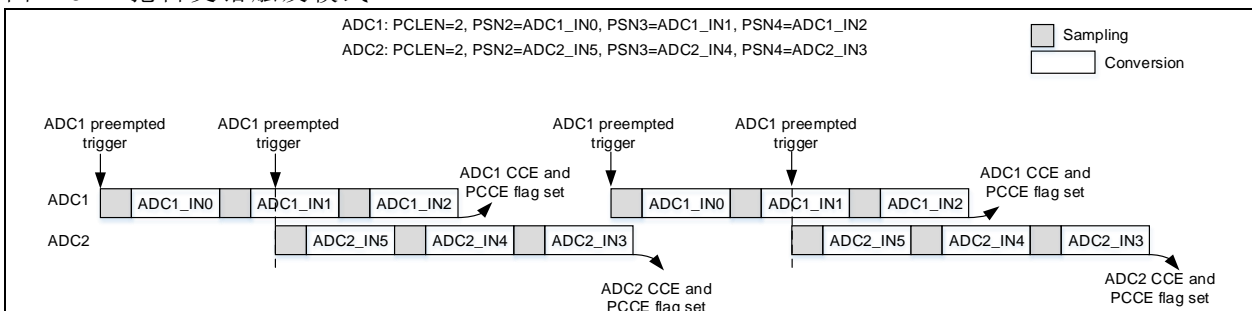 ADC1: PCLEN=2, PSN2=ADC1_IN0, PSN3=ADC1_IN1, PSN4=ADC1_IN2
ADC2: PCLEN=2, PSN2=ADC2_IN5, PSN3=ADC2_IN4, PSN4=ADC2_IN3
Sampling
Conversion
ADC1 preempted
trigger
ADC1 preempted
trigger
ADC1 preempted
trigger
ADC1 preempted
trigger
ADC1 CCE and
PCCE flag set
ADC1 CCE and
PCCE flag set
ADC1
ADC1_IN0
ADC1_IN1
ADC1_IN2
ADC1_IN0
ADC1_IN1
ADC1_IN2
ADC2
ADC2_IN5
ADC2_IN4
ADC2_IN3
ADC2_IN5
ADC2_IN4
ADC2_IN3
ADC2 CCE and
PCCE flag set
ADC2 CCE and
PCCE flag set